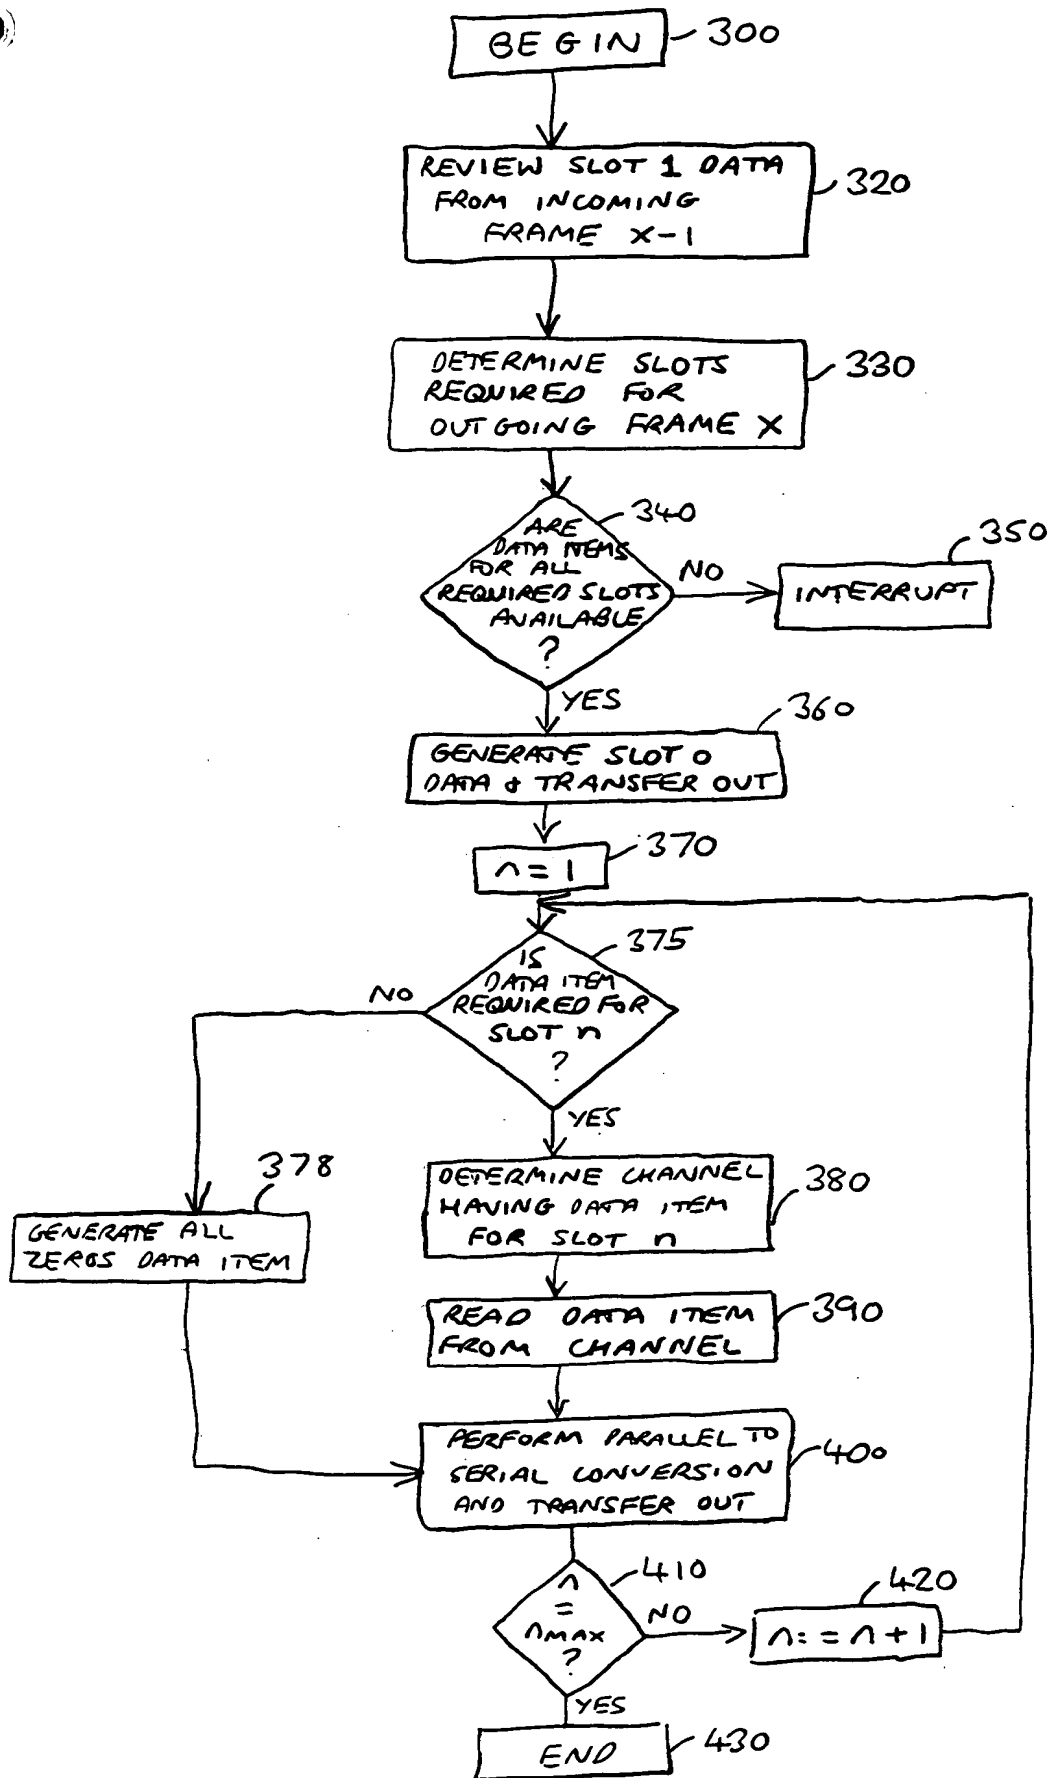 BEGIN
300
REVIEW SLOT 1 DATA
FROM INCOMING
FRAME X-1
320
DETERMINE SLOTS
REQUIRED FOR
OUTGOING FRAME X
330
ARE
DATA ITEMS
FOR ALL
REQUIRED SLOTS
AVAILABLE
?
340
NO
INTERRUPT
350
YES
GENERATE SLOT 0
DATA & TRANSFER OUT
360
n = 1
370
IS
DATA ITEM
REQUIRED FOR
SLOT n
?
375
NO
YES
GENERATE ALL
ZEROS DATA ITEM
378
DETERMINE CHANNEL
HAVING DATA ITEM
FOR SLOT n
380
READ DATA ITEM
FROM CHANNEL
390
PERFORM PARALLEL TO
SERIAL CONVERSION
AND TRANSFER OUT
400
n
=
nMAX
?
410
NO
n:=n+1
420
YES
END
430